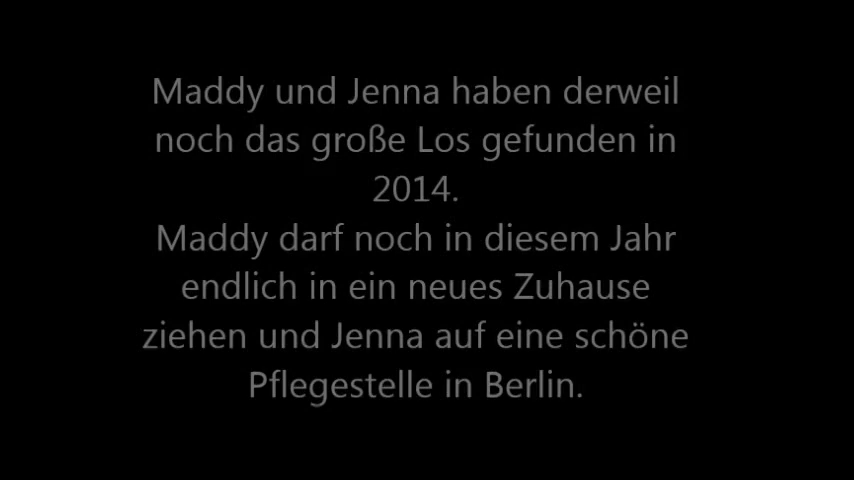 Maddy und Jenna haben derweil
noch das große Los gefunden in
2014.
Maddy darf noch in diesem Jahr
endlich in ein neues Zuhause
ziehen und Jenna auf eine schöne
Pflegestelle in Berlin.